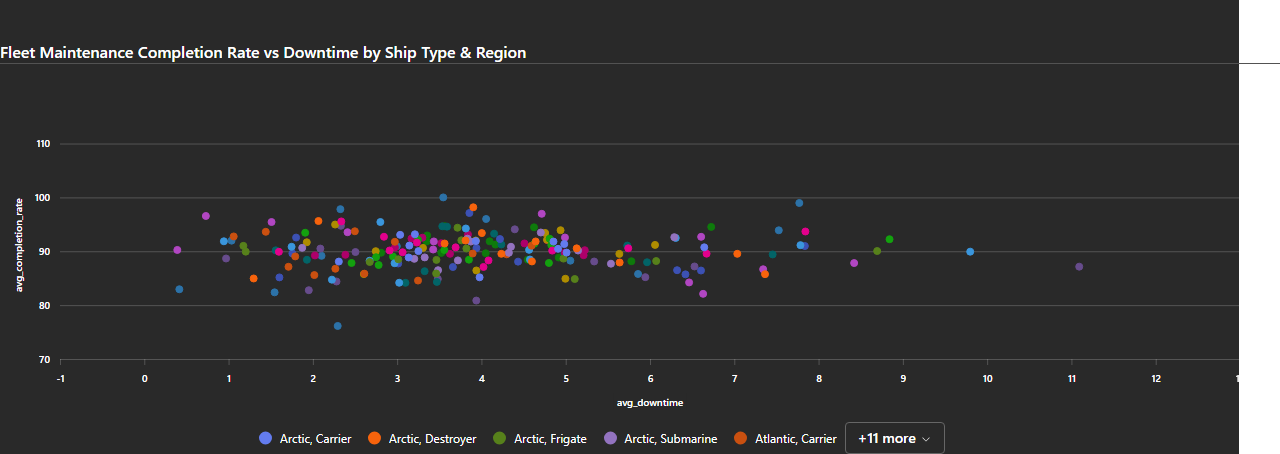 Fleet Maintenance Completion Rate vs Downtime by Ship Type & Region
110
100
90
80
70
avg_completion_rate
-1 0 1 2 3 4 5 6 7 8 9 10 11 12
avg_downtime
Arctic, Carrier Arctic, Destroyer Arctic, Frigate Arctic, Submarine Atlantic, Carrier +11 more